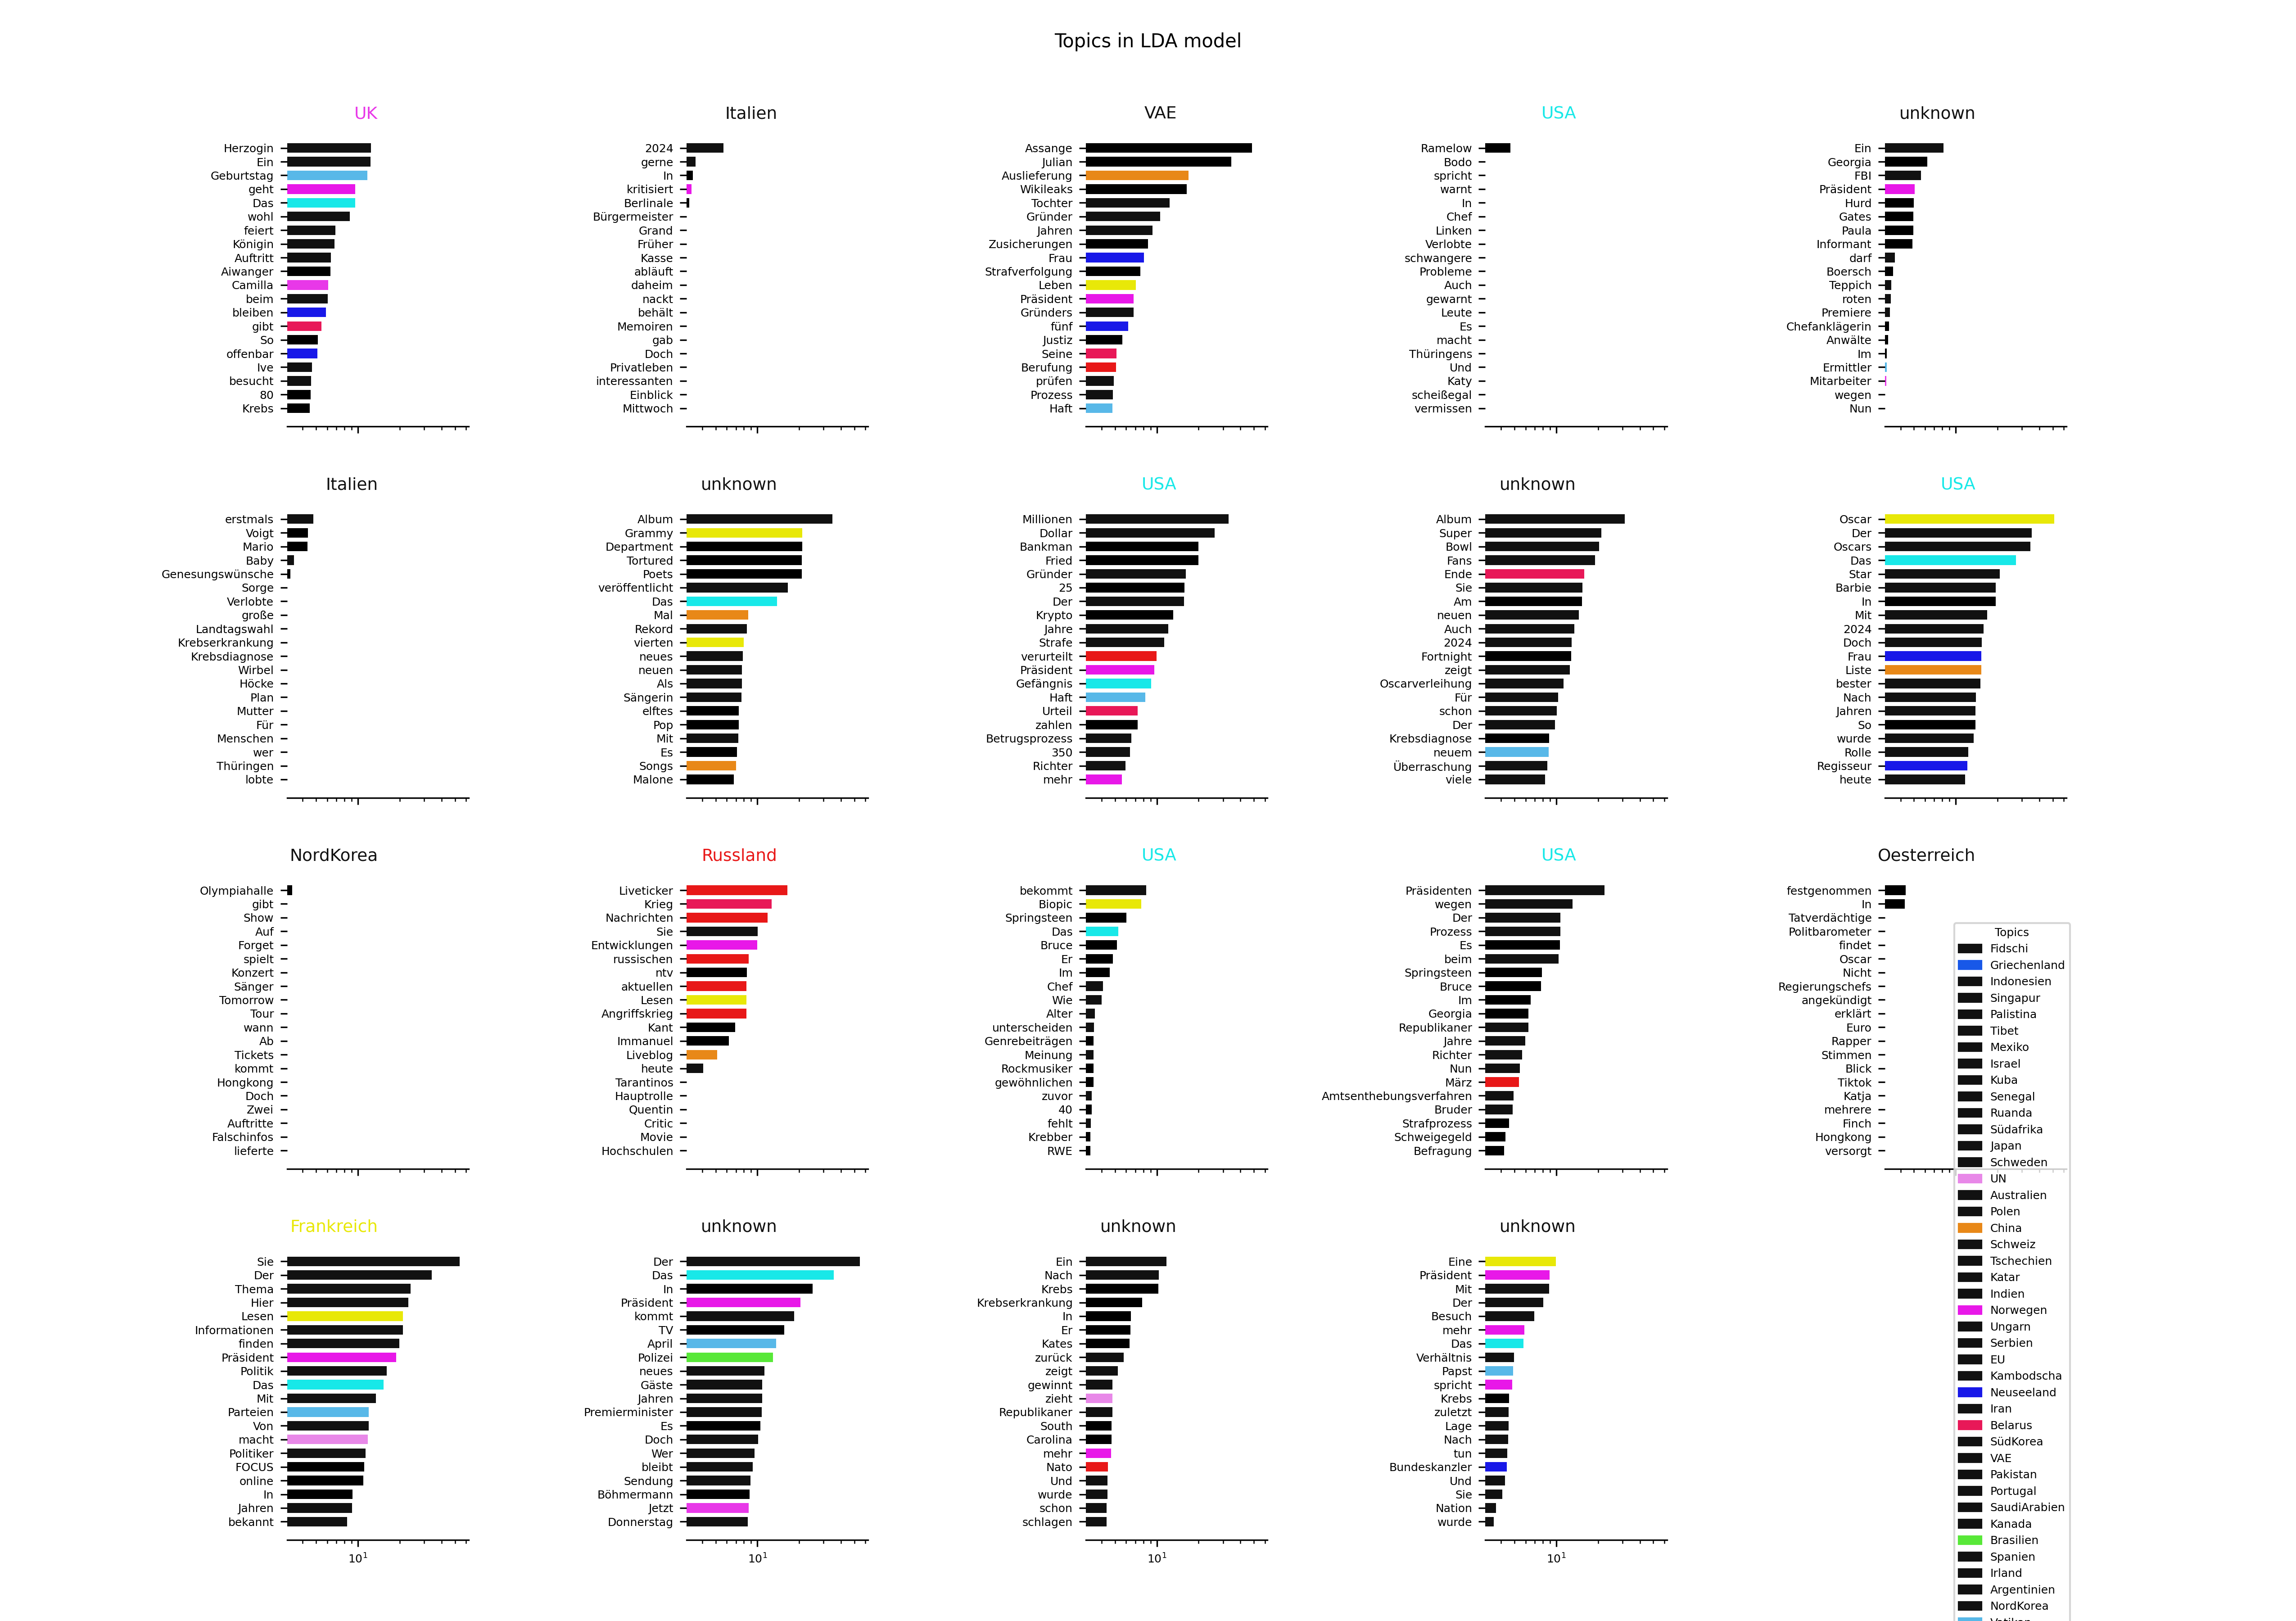 Topics in LDA model
UK
Herzogin
Ein
Geburtstag
geht
Das
wohl
feiert
Königin
Auftritt
Aiwanger
Camilla
beim
bleiben
gibt
So
offenbar
Ive
besucht
80
Krebs
Italien
2024
gerne
In
kritisiert
Berlinale
Bürgermeister
Grand
Früher
Kasse
abläuft
daheim
nackt
behält
Memoiren
gab
Doch
Privatleben
interessanten
Einblick
Mittwoch
VAE
Assange
Julian
Auslieferung
Wikileaks
Tochter
Gründer
Jahren
Zusicherungen
Frau
Strafverfolgung
Leben
Präsident
Gründers
fünf
Justiz
Seine
Berufung
prüfen
Prozess
Haft
USA
Ramelow
Bodo
spricht
warnt
In
Chef
Linken
Verlobte
schwangere
Probleme
Auch
gewarnt
Leute
Es
macht
Thüringens
Und
Katy
scheißegal
vermissen
unknown
Ein
Georgia
FBI
Präsident
Hurd
Gates
Paula
Informant
darf
Boersch
Teppich
roten
Premiere
Chefanklägerin
Anwälte
Im
Ermittler
Mitarbeiter
wegen
Nun
Italien
erstmals
Voigt
Mario
Baby
Genesungswünsche
Sorge
Verlobte
große
Landtagswahl
Krebserkrankung
Krebsdiagnose
Wirbel
Höcke
Plan
Mutter
Für
Menschen
wer
Thüringen
lobte
unknown
Album
Grammy
Department
Tortured
Poets
veröffentlicht
Das
Mal
Rekord
vierten
neues
neuen
Als
Sängerin
elftes
Pop
Mit
Es
Songs
Malone
USA
Millionen
Dollar
Bankman
Fried
Gründer
25
Der
Krypto
Jahre
Strafe
verurteilt
Präsident
Gefängnis
Haft
Urteil
zahlen
Betrugsprozess
350
Richter
mehr
unknown
Album
Super
Bowl
Fans
Ende
Sie
Am
neuen
Auch
2024
Fortnight
zeigt
Oscarverleihung
Für
schon
Der
Krebsdiagnose
neuem
Überraschung
viele
USA
Oscar
Der
Oscars
Das
Star
Barbie
In
Mit
2024
Doch
Frau
Liste
bester
Nach
Jahren
So
wurde
Rolle
Regisseur
heute
NordKorea
Olympiahalle
gibt
Show
Auf
Forget
spielt
Konzert
Sänger
Tomorrow
Tour
wann
Ab
Tickets
kommt
Hongkong
Doch
Zwei
Auftritte
Falschinfos
lieferte
Russland
Liveticker
Krieg
Nachrichten
Sie
Entwicklungen
russischen
ntv
aktuellen
Lesen
Angriffskrieg
Kant
Immanuel
Liveblog
heute
Tarantinos
Hauptrolle
Quentin
Critic
Movie
Hochschulen
USA
bekommt
Biopic
Springsteen
Das
Bruce
Er
Im
Chef
Wie
Alter
unterscheiden
Genrebeiträgen
Meinung
Rockmusiker
gewöhnlichen
zuvor
40
fehlt
Krebber
RWE
USA
Präsidenten
wegen
Der
Prozess
Es
beim
Springsteen
Bruce
Im
Georgia
Republikaner
Jahre
Richter
Nun
März
Amtsenthebungsverfahren
Bruder
Strafprozess
Schweigegeld
Befragung
Oesterreich
festgenommen
In
Tatverdächtige
Politbarometer
findet
Oscar
Nicht
Regierungschefs
angekündigt
erklärt
Euro
Rapper
Stimmen
Blick
Tiktok
Katja
mehrere
Finch
Hongkong
versorgt
Frankreich
Sie
Der
Thema
Hier
Lesen
Informationen
finden
Präsident
Politik
Das
Mit
Parteien
Von
macht
Politiker
FOCUS
online
In
Jahren
bekannt
10¹
unknown
Der
Das
In
Präsident
kommt
TV
April
Polizei
neues
Gäste
Jahren
Premierminister
Es
Doch
Wer
bleibt
Sendung
Böhmermann
Jetzt
Donnerstag
10¹
unknown
Ein
Nach
Krebs
Krebserkrankung
In
Er
Kates
zurück
zeigt
gewinnt
zieht
Republikaner
South
Carolina
mehr
Nato
Und
wurde
schon
schlagen
10¹
unknown
Eine
Präsident
Mit
Der
Besuch
mehr
Das
Verhältnis
Papst
spricht
Krebs
zuletzt
Lage
Nach
tun
Bundeskanzler
Und
Sie
Nation
wurde
10¹
Topics
Fidschi
Griechenland
Indonesien
Singapur
Palistina
Tibet
Mexiko
Israel
Kuba
Senegal
Ruanda
Südafrika
Japan
Schweden
UN
Australien
Polen
China
Schweiz
Tschechien
Katar
Indien
Norwegen
Ungarn
Serbien
EU
Kambodscha
Neuseeland
Iran
Belarus
SüdKorea
VAE
Pakistan
Portugal
SaudiArabien
Kanada
Brasilien
Spanien
Irland
Argentinien
NordKorea